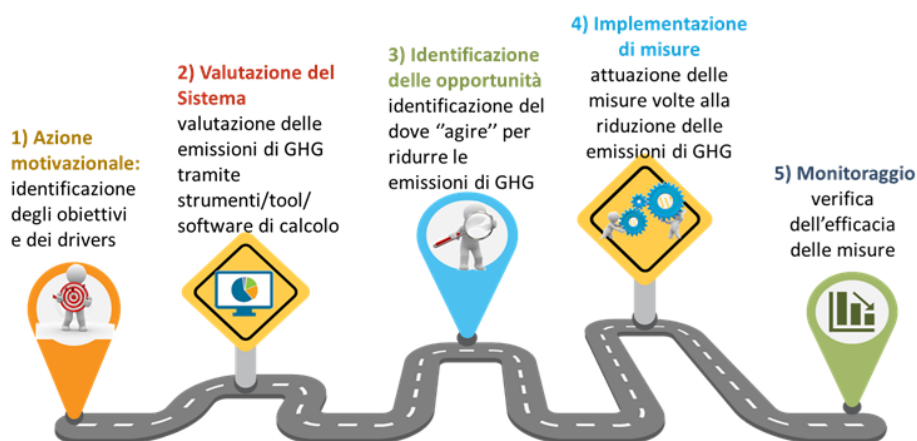 1) Azione
motivazionale:
identificazione
degli obiettivi
e dei drivers
2) Valutazione del
Sistema
valutazione delle
emissioni di GHG
tramite
strumenti/tool/
software di calcolo
3) Identificazione
delle opportunità
identificazione del
dove “agire” per
ridurre le
emissioni di GHG
4) Implementazione
di misure
attuazione delle
misure volte alla
riduzione delle
emissioni di GHG
5) Monitoraggio
verifica
dell’efficacia
delle misure